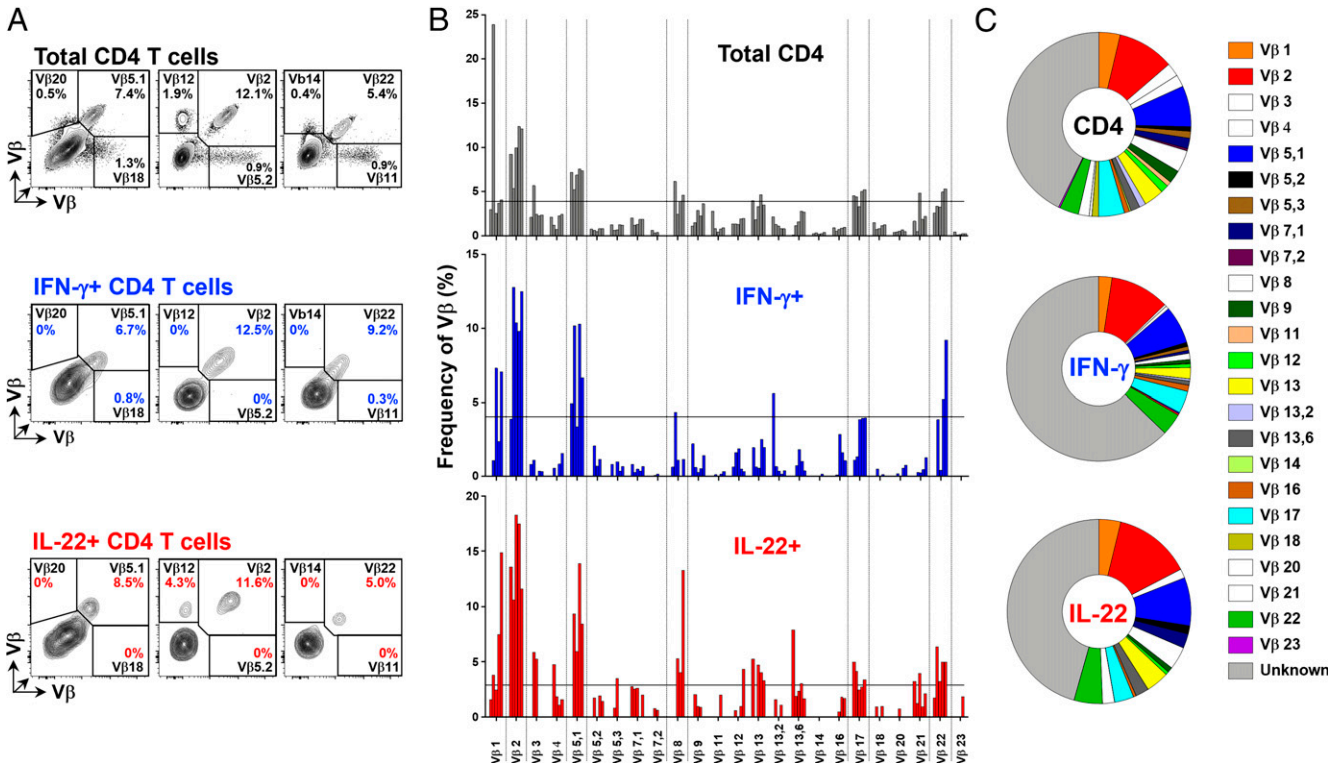 A
Total CD4 T cells
Vβ20 Vβ5.1
0.5% 7.4%
1.3%
Vβ18
Vβ12 Vβ2
1.9% 12.1%
0.9%
Vβ5.2
Vb14 Vβ22
0.4% 5.4%
0.9%
Vβ11
Vβ
Vβ
IFN-γ+ CD4 T cells
Vβ20 Vβ5.1
0% 6.7%
0.8%
Vβ18
Vβ12 Vβ2
0% 12.5%
0%
Vβ5.2
Vb14 Vβ22
0% 9.2%
0.3%
Vβ11
Vβ
Vβ
IL-22+ CD4 T cells
Vβ20 Vβ5.1
0% 8.5%
0%
Vβ18
Vβ12 Vβ2
4.3% 11.6%
0%
Vβ5.2
Vβ14 Vβ22
0% 5.0%
0%
Vβ11
Vβ
Vβ
B
Frequency of Vβ (%)
Total CD4
25
20
15
10
5
0
IFN-γ+
15
10
5
0
IL-22+
20
15
10
5
0
Vβ 1
Vβ 2
Vβ 3
Vβ 4
Vβ 5,1
Vβ 5,2
Vβ 5,3
Vβ 7,1
Vβ 7,2
Vβ 8
Vβ 9
Vβ 11
Vβ 12
Vβ 13
Vβ 13,2
Vβ 13,6
Vβ 14
Vβ 16
Vβ 17
Vβ 18
Vβ 20
Vβ 21
Vβ 22
Vβ 23
C
CD4
IFN-γ
IL-22
Vβ 1
Vβ 2
Vβ 3
Vβ 4
Vβ 5,1
Vβ 5,2
Vβ 5,3
Vβ 7,1
Vβ 7,2
Vβ 8
Vβ 9
Vβ 11
Vβ 12
Vβ 13
Vβ 13,2
Vβ 13,6
Vβ 14
Vβ 16
Vβ 17
Vβ 18
Vβ 20
Vβ 21
Vβ 22
Vβ 23
Unknown